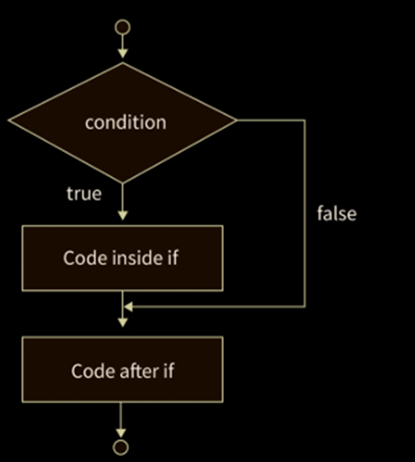 condition
true
false
Code inside if
Code after if